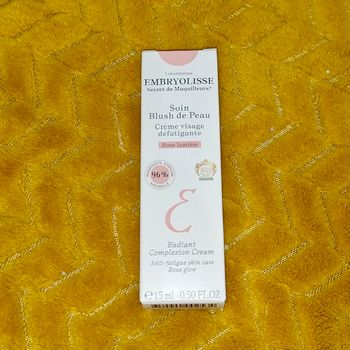 Laboratoires
EMBRYOLISSE
Secret de Maquilleurs®
Soin
Blush de Peau
Crème visage
défatigante
Rose lumière
96%
E
Radiant
Complexion Cream
Anti-fatigue skin care
Rose glow
℮15 ml - 0.50 FL.OZ